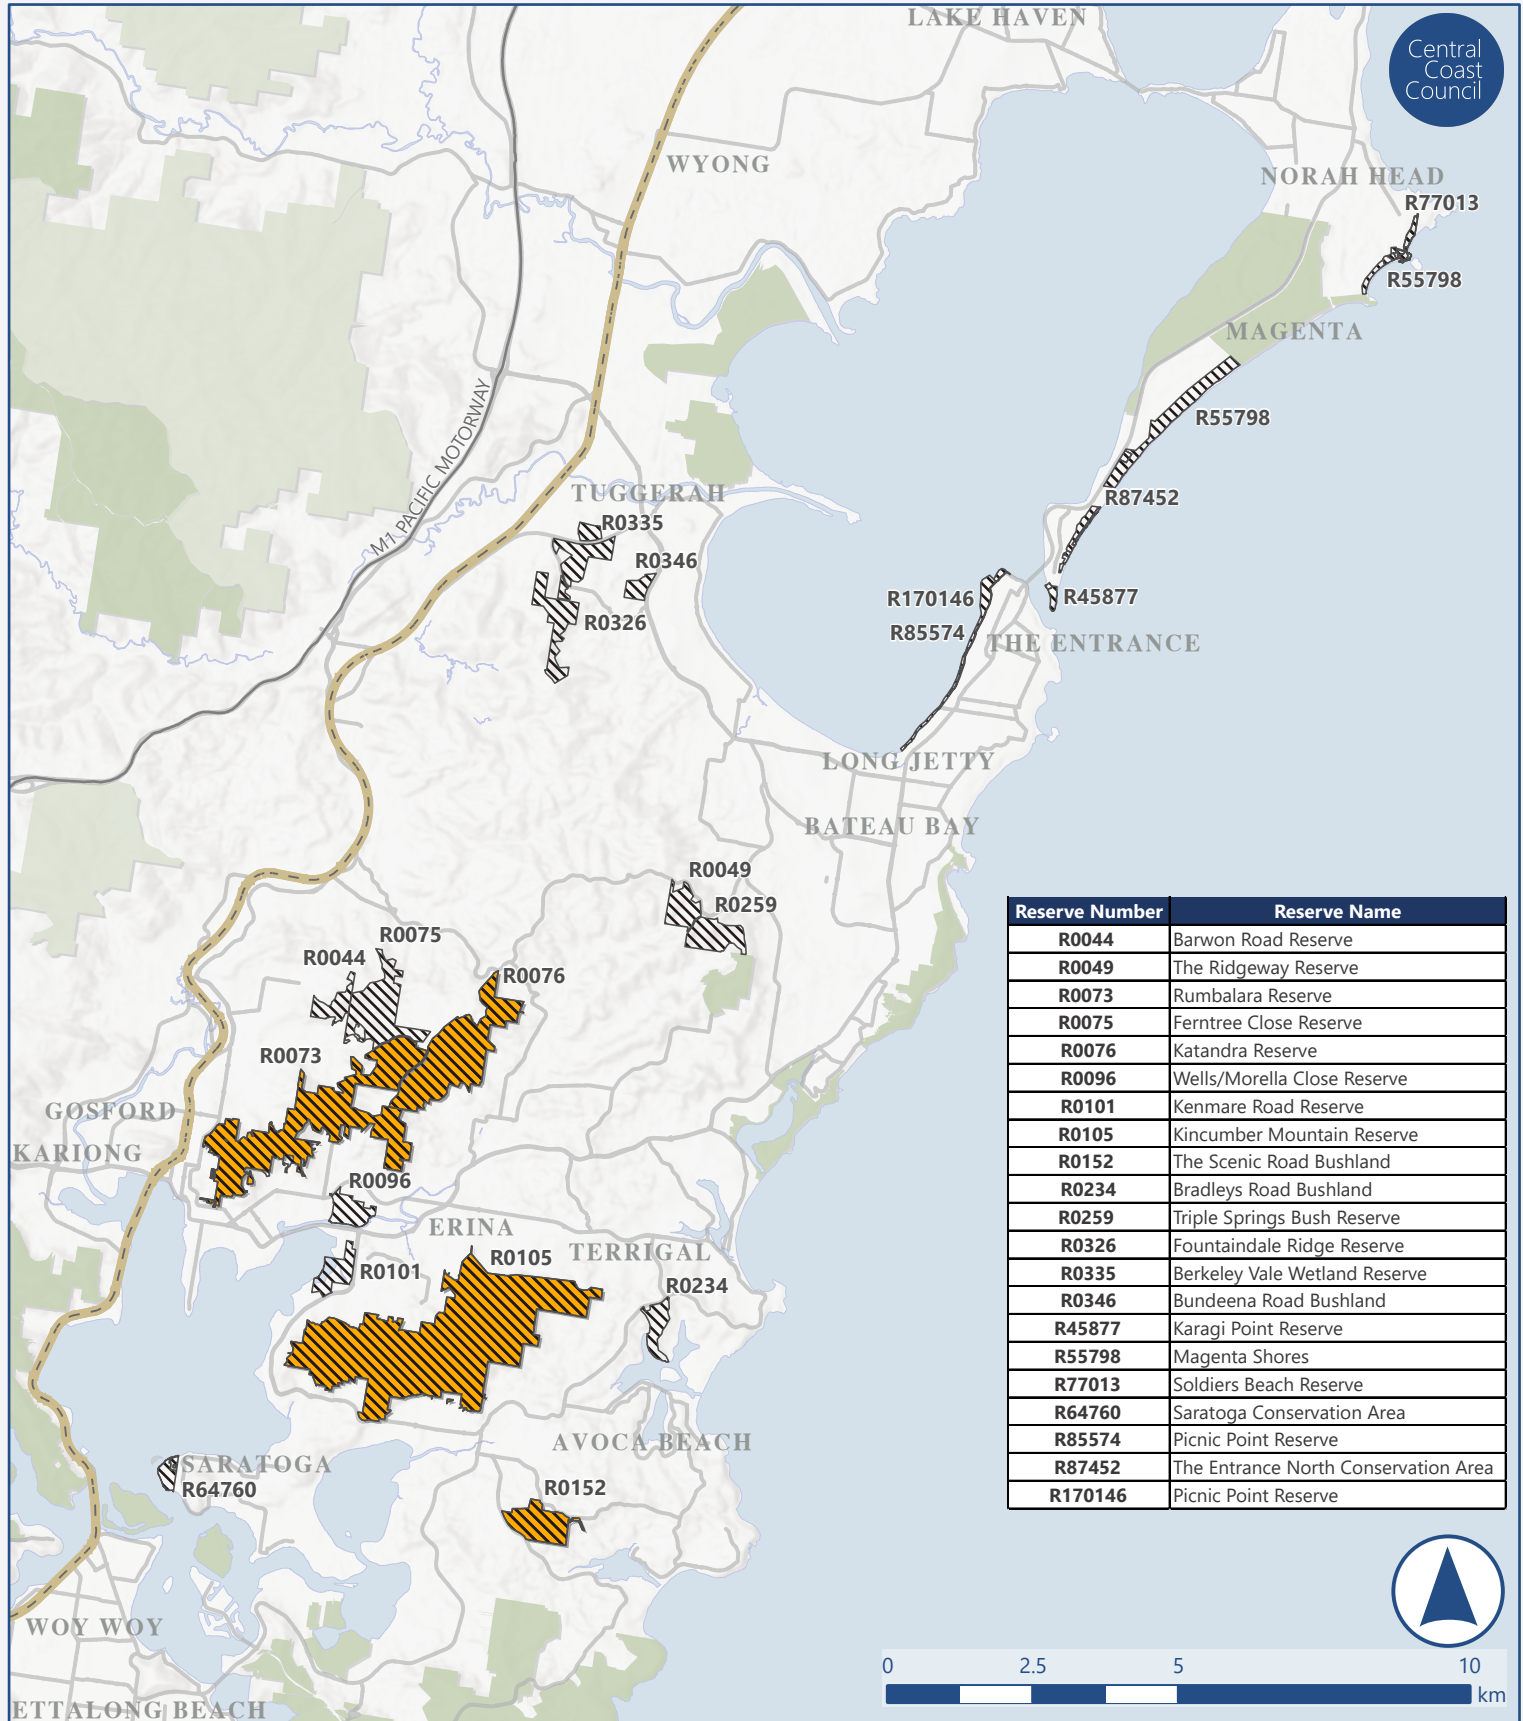 LAKE HAVEN
Central
Coast
Council
WYONG
NORAH HEAD
R77013
R55798
MAGENTA
M1 PACIFIC MOTORWAY
R55798
TUGGERAH
R87452
R0335
R0346
R170146
R45877
R0326
R85574
THE ENTRANCE
LONG JETTY
BATEAU BAY
R0049
R0259
R0075
R0044
R0076
R0073
GOSFORD
KARIONG
R0096
ERINA
TERRIGAL
R0105
R0101
R0234
AVOCA BEACH
SARATOGA
R64760
R0152
WOY WOY
ETTALONG BEACH
Reserve Number Reserve Name
R0044 Barwon Road Reserve
R0049 The Ridgeway Reserve
R0073 Rumbalara Reserve
R0075 Ferntree Close Reserve
R0076 Katandra Reserve
R0096 Wells/Morella Close Reserve
R0101 Kenmare Road Reserve
R0105 Kincumber Mountain Reserve
R0152 The Scenic Road Bushland
R0234 Bradleys Road Bushland
R0259 Triple Springs Bush Reserve
R0326 Fountaindale Ridge Reserve
R0335 Berkeley Vale Wetland Reserve
R0346 Bundeena Road Bushland
R45877 Karagi Point Reserve
R55798 Magenta Shores
R77013 Soldiers Beach Reserve
R64760 Saratoga Conservation Area
R85574 Picnic Point Reserve
R87452 The Entrance North Conservation Area
R170146 Picnic Point Reserve
0 2.5 5 10
km